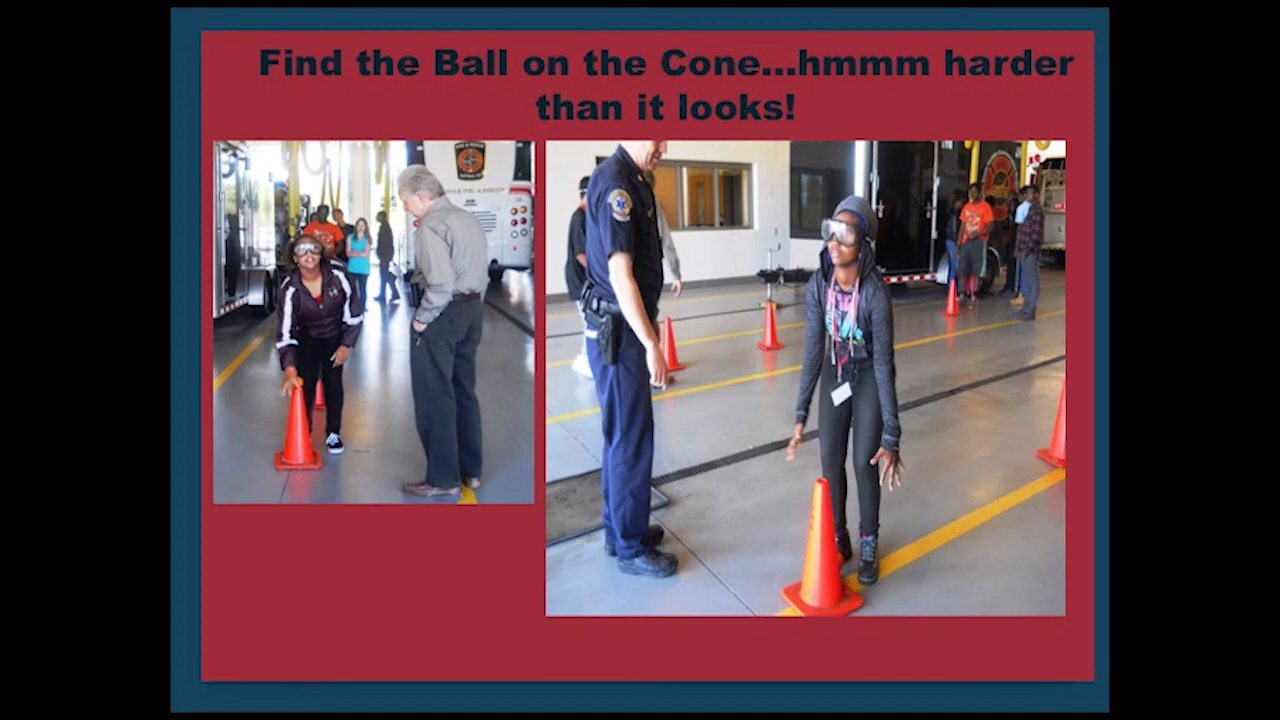 Find the Ball on the Cone...hmmm harder
than it looks!